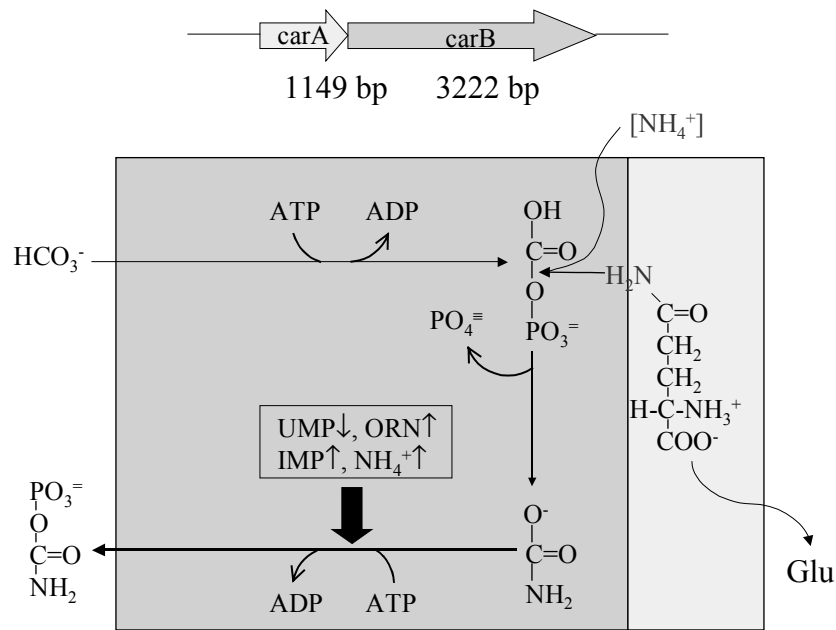 carA carB
1149 bp 3222 bp
[NH₄⁺]
ATP ADP
OH
HCO₃⁻
C=O
H₂N
O
C=O
PO₄≡
PO₃⁼
CH₂
CH₂
H-C-NH₃⁺
UMP↓, ORN↑
COO⁻
IMP↑, NH₄⁺↑
PO₃⁼
O
O⁻
C=O
C=O
NH₂
NH₂
ADP ATP
Glu